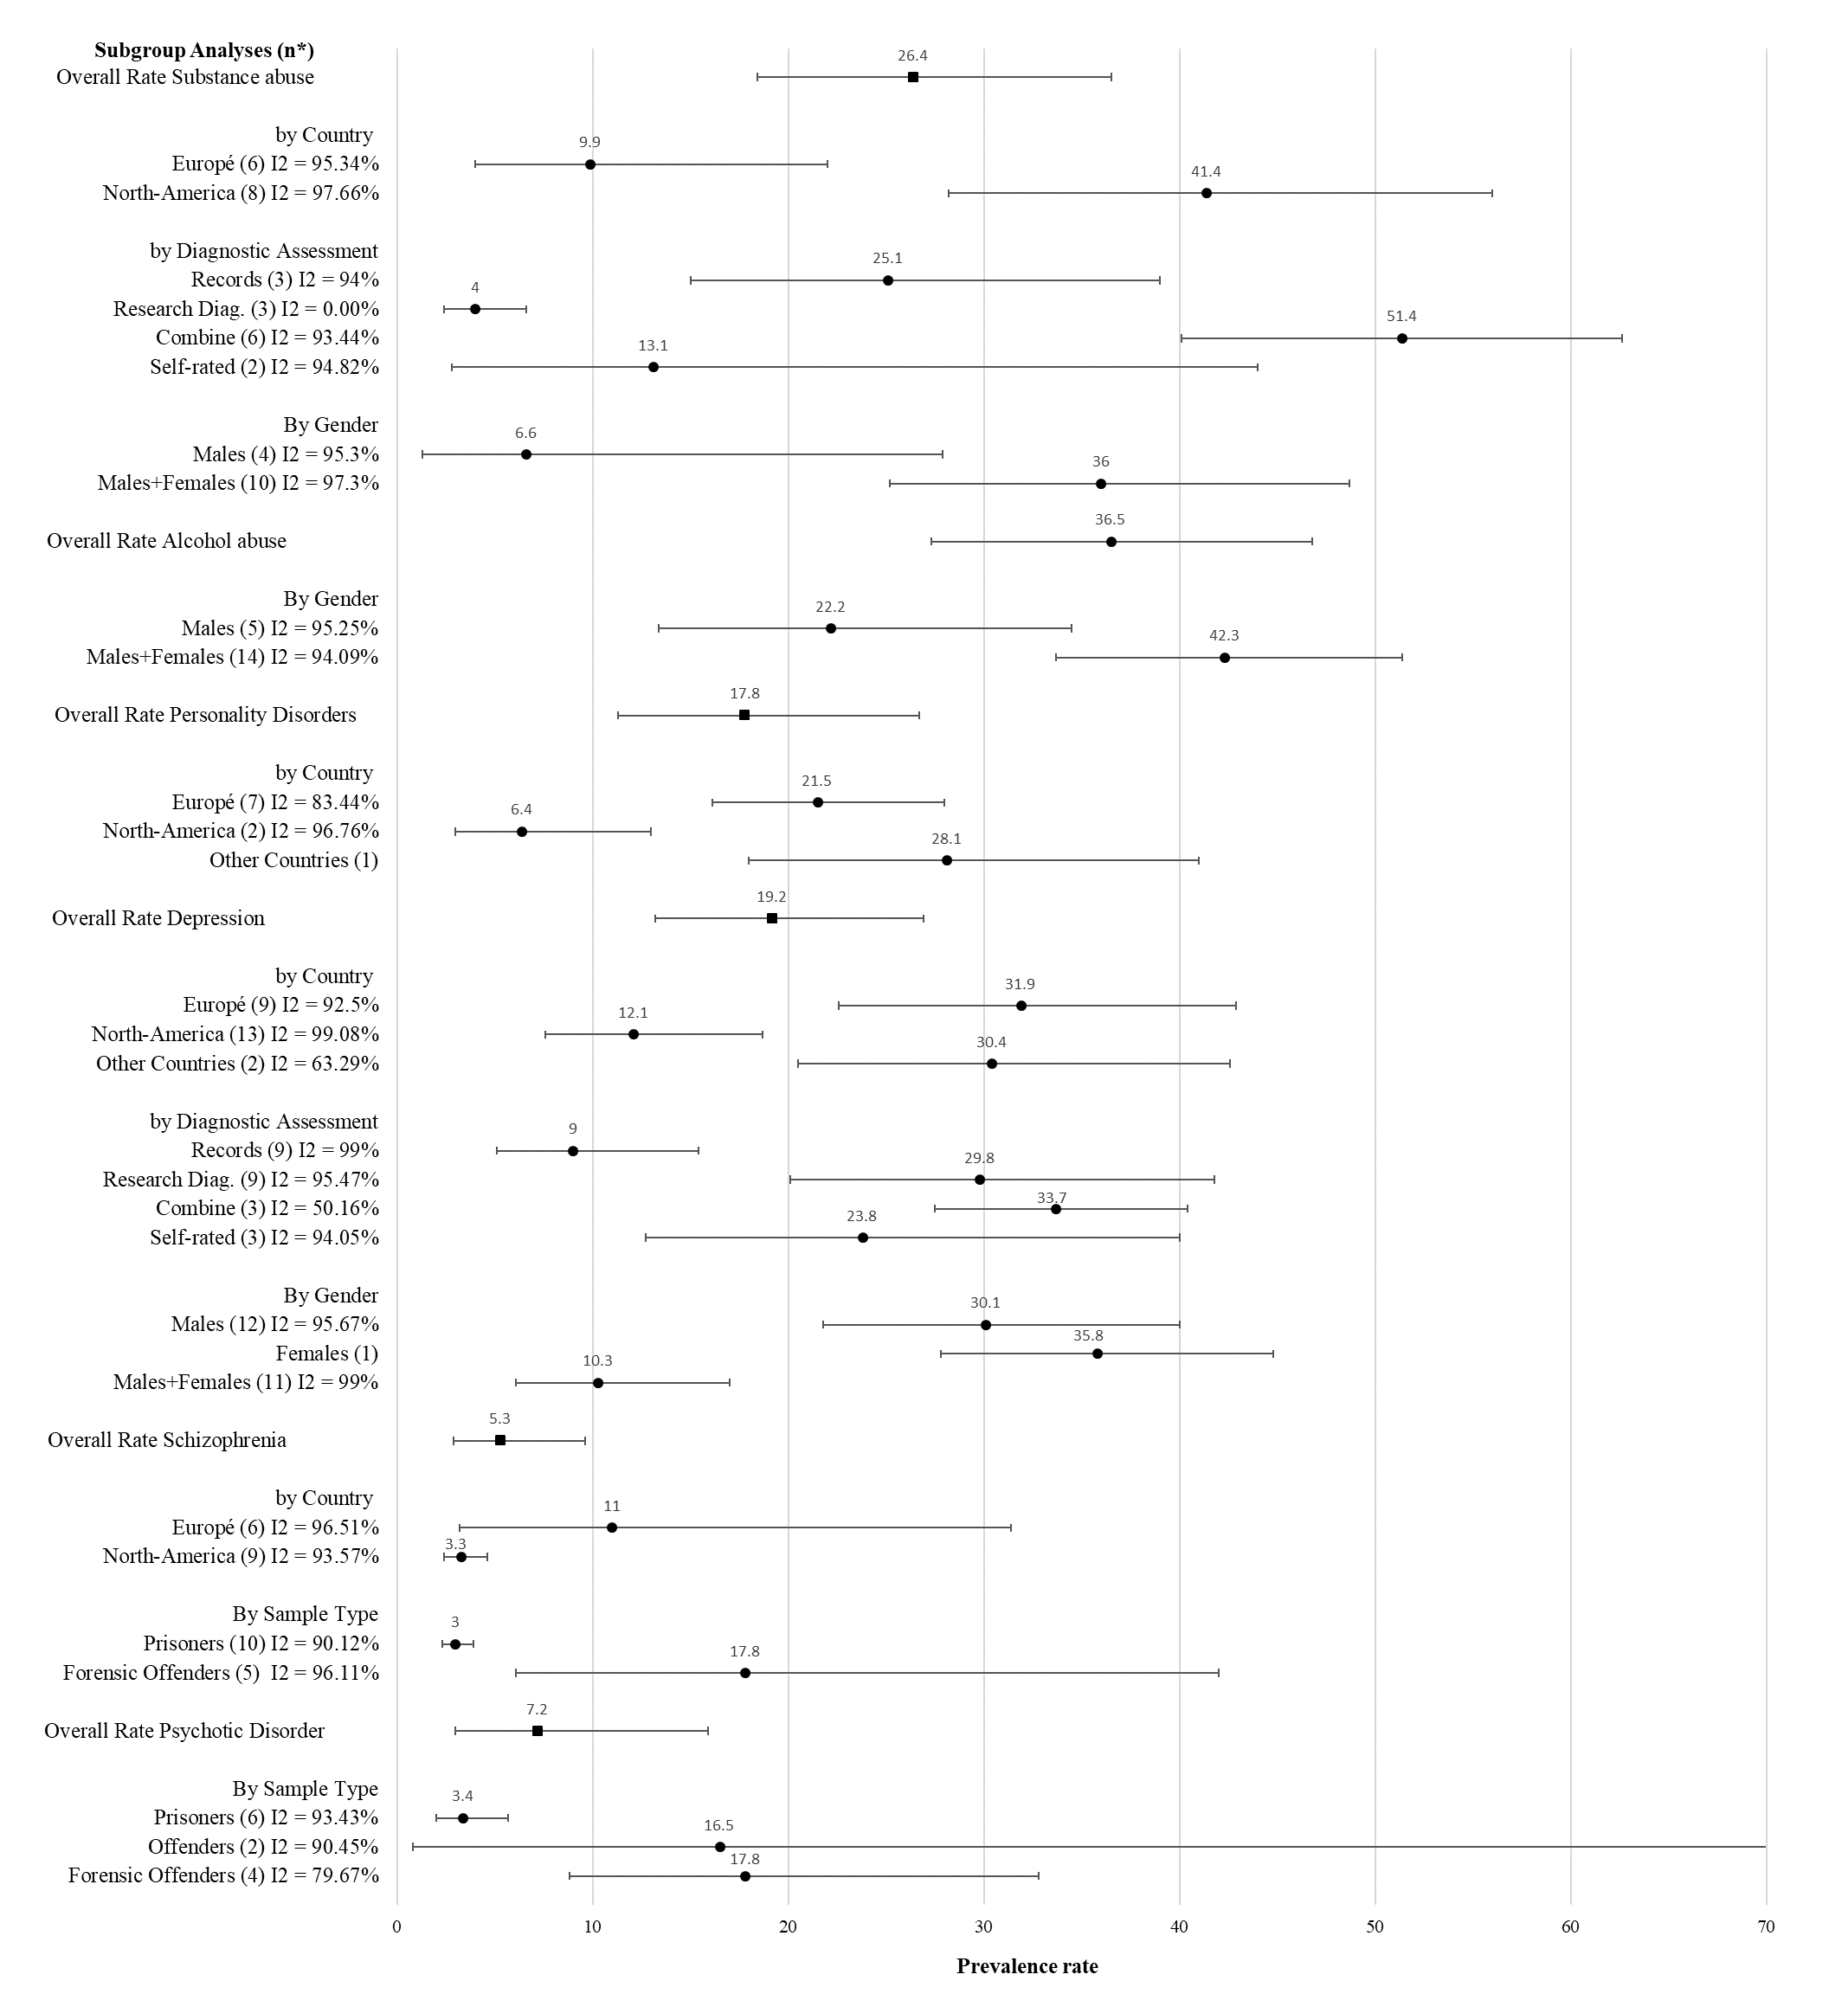 Subgroup Analyses (n*)
Overall Rate Substance abuse
26.4
by Country
Europé (6) I2 = 95.34%
9.9
North-America (8) I2 = 97.66%
41.4
by Diagnostic Assessment
Records (3) I2 = 94%
25.1
Research Diag. (3) I2 = 0.00%
4
Combine (6) I2 = 93.44%
51.4
Self-rated (2) I2 = 94.82%
13.1
By Gender
Males (4) I2 = 95.3%
6.6
Males+Females (10) I2 = 97.3%
36
Overall Rate Alcohol abuse
36.5
By Gender
Males (5) I2 = 95.25%
22.2
Males+Females (14) I2 = 94.09%
42.3
Overall Rate Personality Disorders
17.8
by Country
Europé (7) I2 = 83.44%
21.5
North-America (2) I2 = 96.76%
6.4
Other Countries (1)
28.1
Overall Rate Depression
19.2
by Country
Europé (9) I2 = 92.5%
31.9
North-America (13) I2 = 99.08%
12.1
Other Countries (2) I2 = 63.29%
30.4
by Diagnostic Assessment
Records (9) I2 = 99%
9
Research Diag. (9) I2 = 95.47%
29.8
Combine (3) I2 = 50.16%
33.7
Self-rated (3) I2 = 94.05%
23.8
By Gender
Males (12) I2 = 95.67%
30.1
Females (1)
35.8
Males+Females (11) I2 = 99%
10.3
Overall Rate Schizophrenia
5.3
by Country
Europé (6) I2 = 96.51%
11
North-America (9) I2 = 93.57%
3.3
By Sample Type
Prisoners (10) I2 = 90.12%
3
Forensic Offenders (5)  I2 = 96.11%
17.8
Overall Rate Psychotic Disorder
7.2
By Sample Type
Prisoners (6) I2 = 93.43%
3.4
Offenders (2) I2 = 90.45%
16.5
Forensic Offenders (4) I2 = 79.67%
17.8
0 10 20 30 40 50 60 70
Prevalence rate